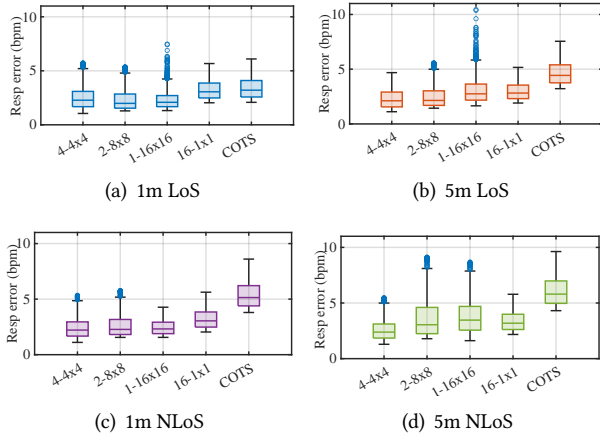 Resp error (bpm)
10
5
0
4-4x4
2-8x8
1-16x16
16-1x1
COTS
(a) 1m LoS
Resp error (bpm)
10
5
0
4-4x4
2-8x8
1-16x16
16-1x1
COTS
(b) 5m LoS
Resp error (bpm)
10
5
0
4-4x4
2-8x8
1-16x16
16-1x1
COTS
(c) 1m NLoS
Resp error (bpm)
10
5
0
4-4x4
2-8x8
1-16x16
16-1x1
COTS
(d) 5m NLoS